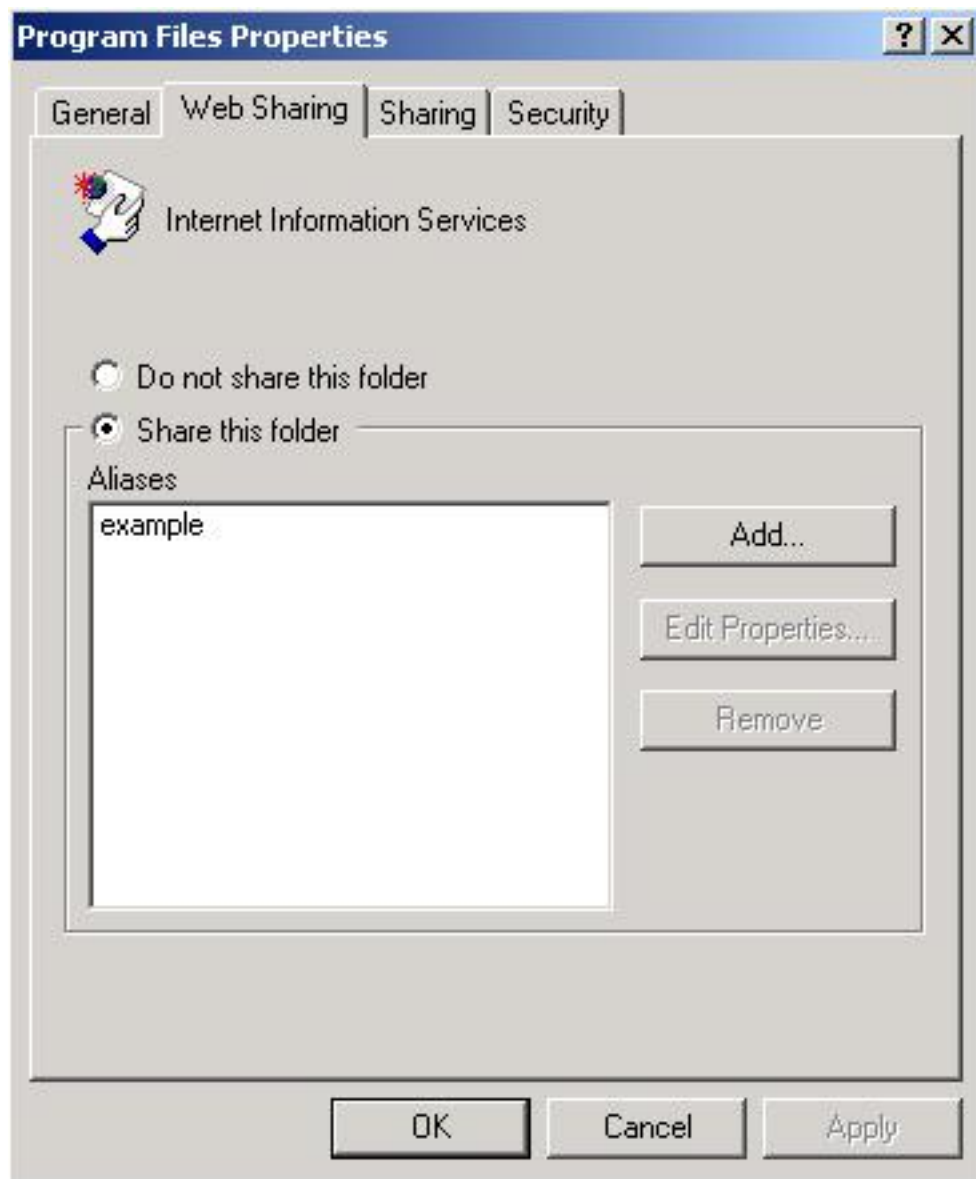 Program Files Properties
General Web Sharing Sharing Security
Internet Information Services
Do not share this folder
Share this folder
Aliases
example
Add...
Edit Properties...
Remove
OK Cancel Apply